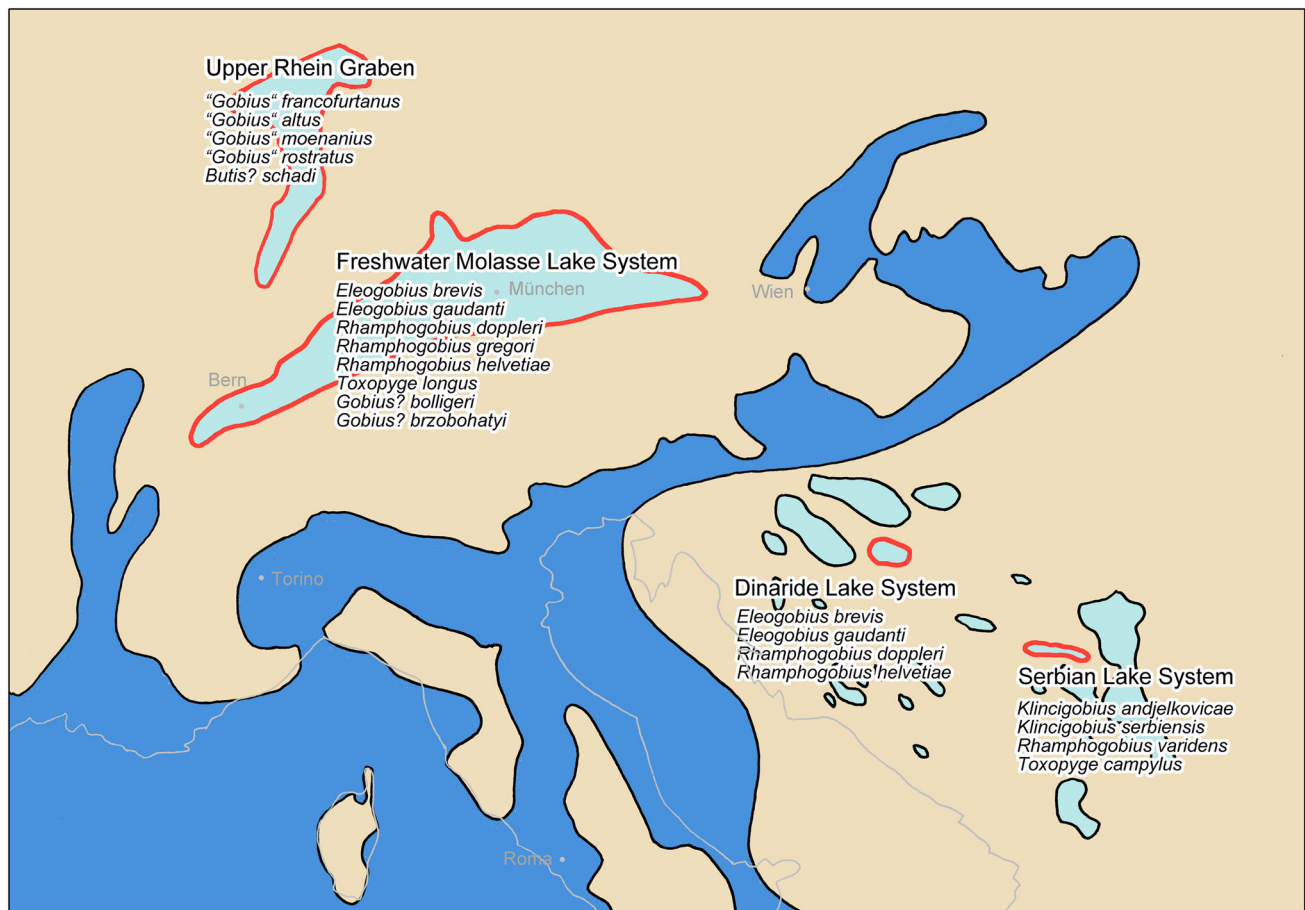 Upper Rhein Graben
“Gobius“ francofurtanus
“Gobius“ altus
“Gobius“ moenanius
“Gobius“ rostratus
Butis? schadi
Freshwater Molasse Lake System
Eleogobius brevis
Eleogobius gaudanti
Rhamphogobius doppleri
Rhamphogobius gregori
Rhamphogobius helvetiae
Toxopyge longus
Gobius? bolligeri
Gobius? brzobohatyi
München
Wien
Bern
Torino
Dinaride Lake System
Eleogobius brevis
Eleogobius gaudanti
Rhamphogobius doppleri
Rhamphogobius helvetiae
Serbian Lake System
Klincigobius andjelkovicae
Klincigobius serbiensis
Rhamphogobius varidens
Toxopyge campylus
Roma